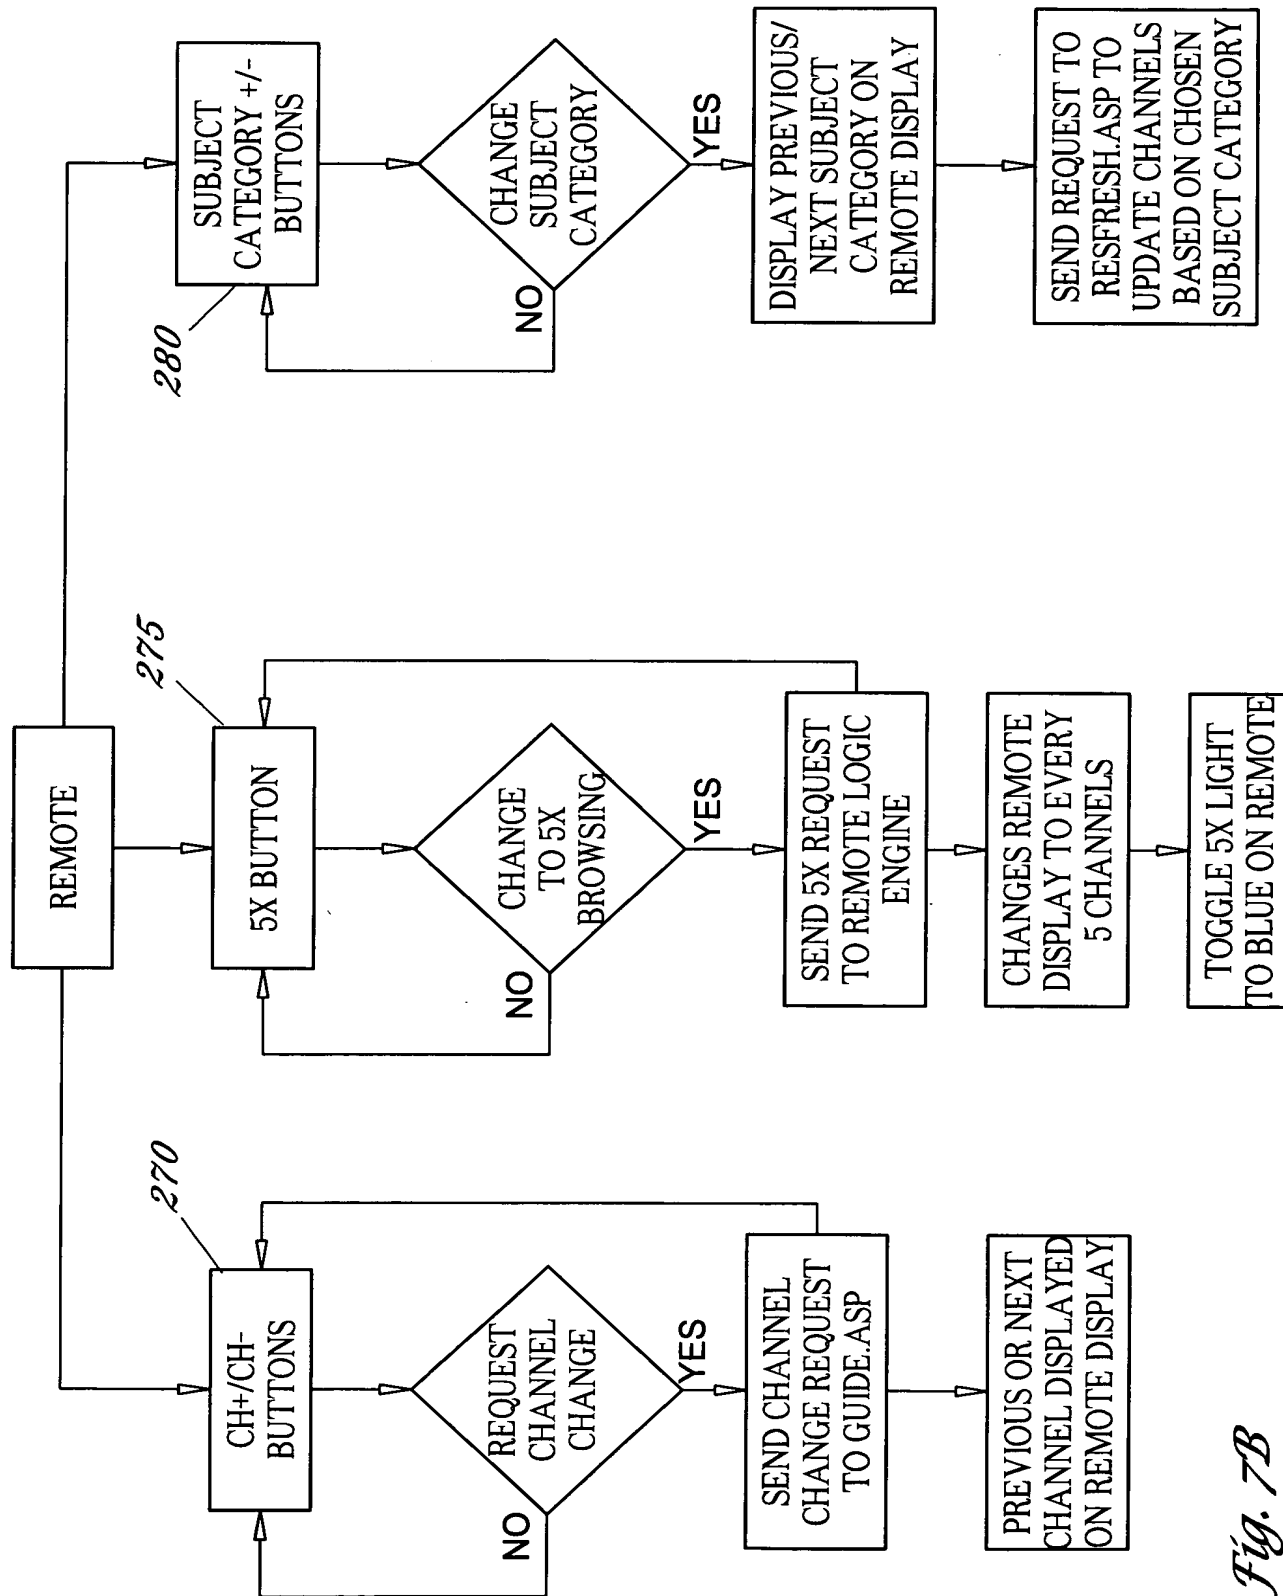 REMOTE
270
CH+/CH-
BUTTONS
REQUEST
CHANNEL
CHANGE
NO
YES
SEND CHANNEL
CHANGE REQUEST
TO GUIDE.ASP
PREVIOUS OR NEXT
CHANNEL DISPLAYED
ON REMOTE DISPLAY
275
5X BUTTON
CHANGE
TO 5X
BROWSING
NO
YES
SEND 5X REQUEST
TO REMOTE LOGIC
ENGINE
CHANGES REMOTE
DISPLAY TO EVERY
5 CHANNELS
TOGGLE 5X LIGHT
TO BLUE ON REMOTE
280
SUBJECT
CATEGORY +/-
BUTTONS
CHANGE
SUBJECT
CATEGORY
NO
YES
DISPLAY PREVIOUS/
NEXT SUBJECT
CATEGORY ON
REMOTE DISPLAY
SEND REQUEST TO
RESFRESH.ASP TO
UPDATE CHANNELS
BASED ON CHOSEN
SUBJECT CATEGORY
Fig. 7B